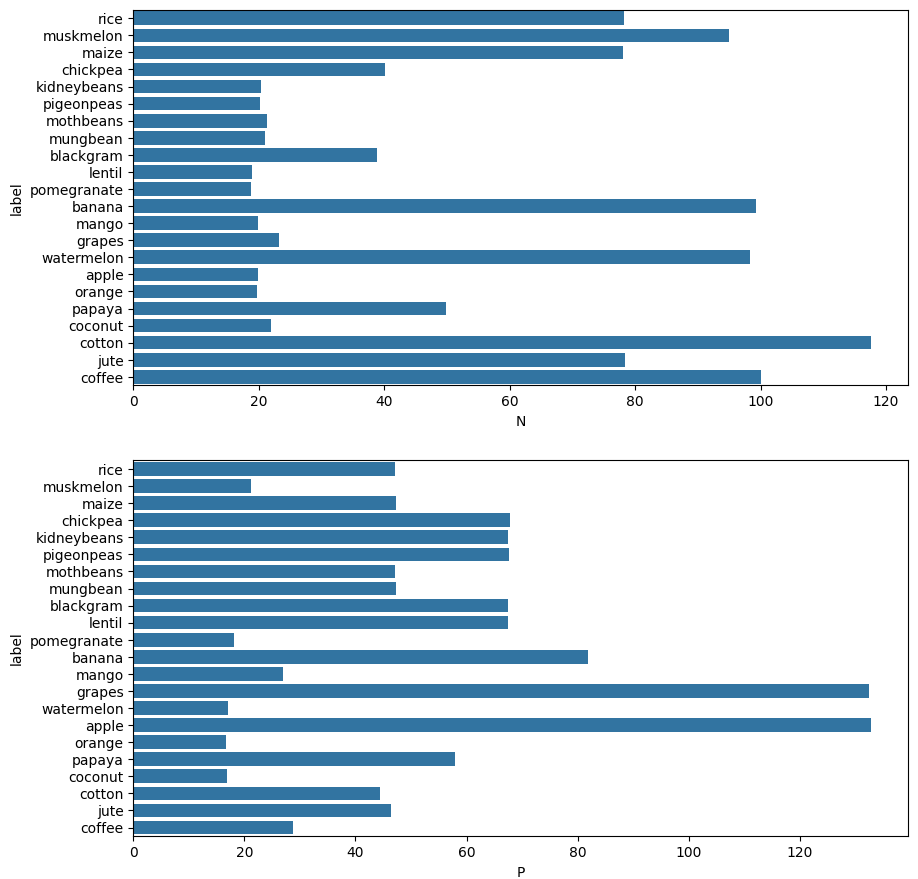 rice
muskmelon
maize
chickpea
kidneybeans
pigeonpeas
mothbeans
mungbean
blackgram
lentil
pomegranate
banana
mango
grapes
watermelon
apple
orange
papaya
coconut
cotton
jute
coffee
label
0 20 40 60 80 100 120
N
rice
muskmelon
maize
chickpea
kidneybeans
pigeonpeas
mothbeans
mungbean
blackgram
lentil
pomegranate
banana
mango
grapes
watermelon
apple
orange
papaya
coconut
cotton
jute
coffee
label
0 20 40 60 80 100 120
P